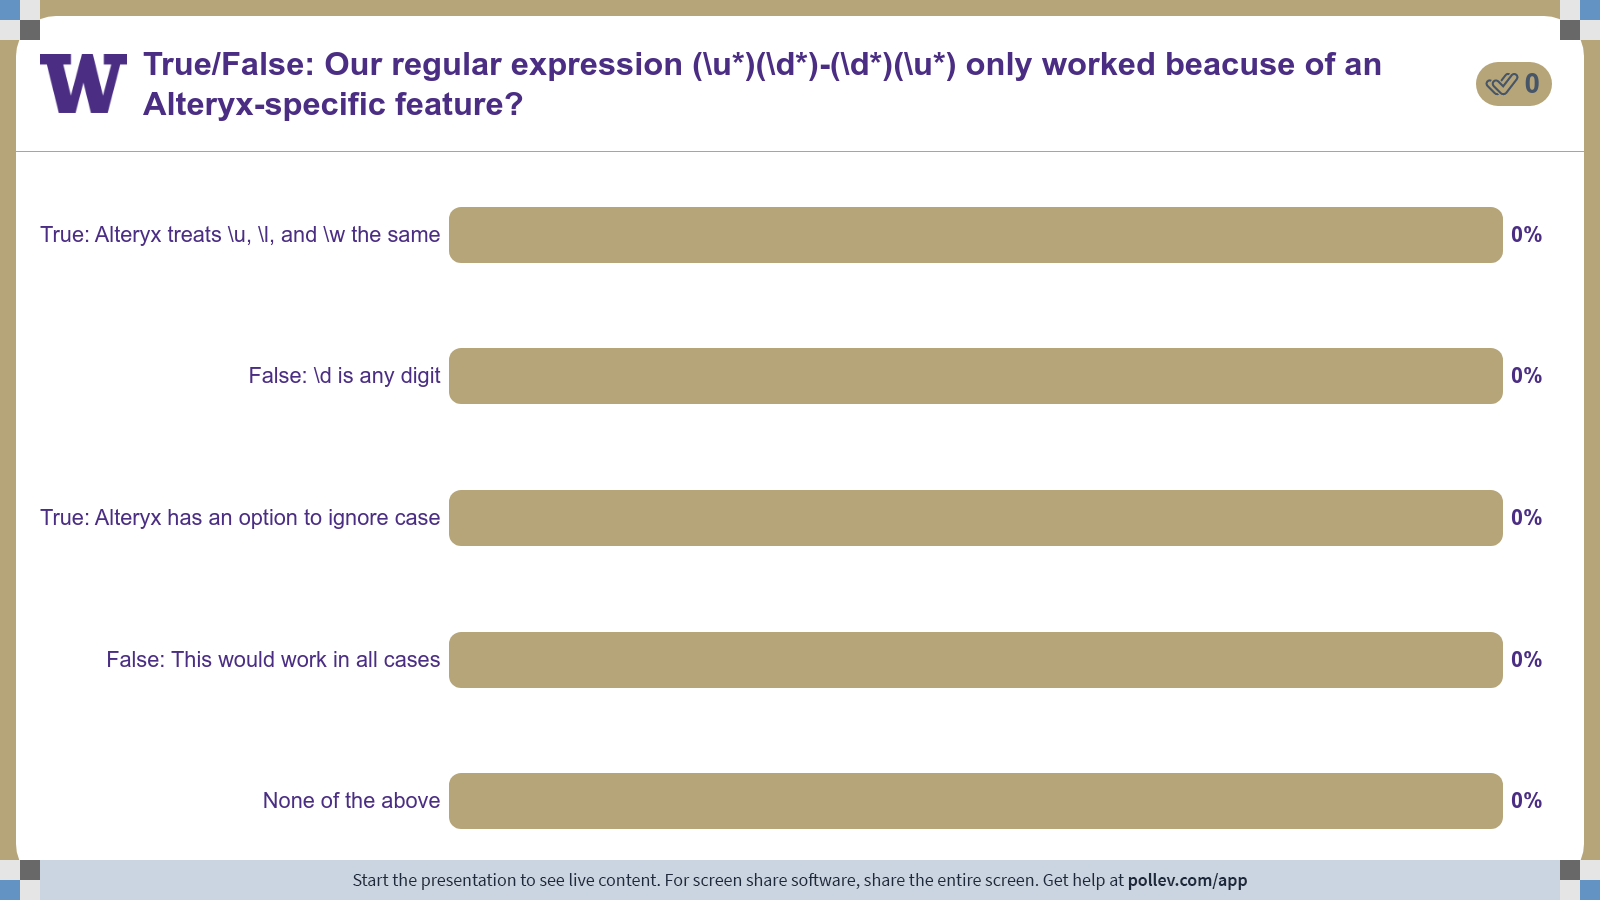 W
True/False: Our regular expression (\u*)(\d*)-(\d*)(\u*) only worked beacuse of an
Alteryx-specific feature?
0
True: Alteryx treats \u, \l, and \w the same
0%
False: \d is any digit
0%
True: Alteryx has an option to ignore case
0%
False: This would work in all cases
0%
None of the above
0%
Start the presentation to see live content. For screen share software, share the entire screen. Get help at pollev.com/app